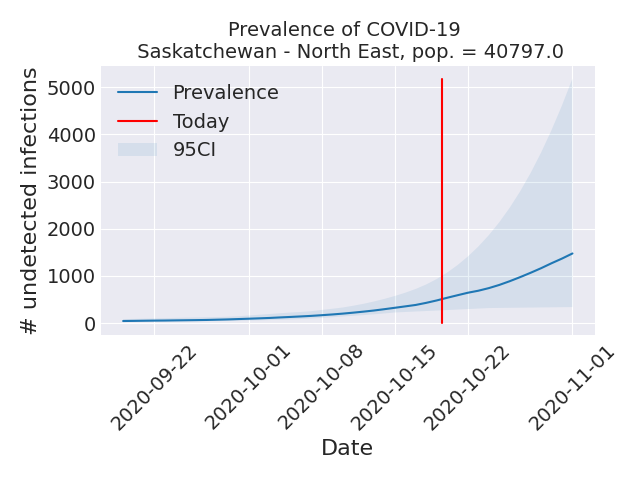 Prevalence of COVID-19
Saskatchewan - North East, pop. = 40797.0
# undetected infections
5000
4000
3000
2000
1000
0
Prevalence
Today
95CI
2020-09-22
2020-10-01
2020-10-08
2020-10-15
2020-10-22
2020-11-01
Date